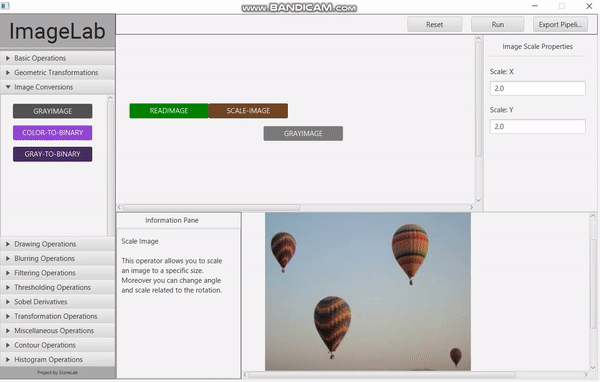 www.BANDICAM.com
ImageLab
Reset
Run
Export Pipeli...
Basic Operations
Geometric Transformations
Image Conversions
GRAYIMAGE
COLOR-TO-BINARY
GRAY-TO-BINARY
Drawing Operations
Blurring Operations
Filtering Operations
Thresholding Operations
Sobel Derivatives
Transformation Operations
Miscellaneous Operations
Contour Operations
Histogram Operations
Project by ScoreLab
READIMAGE
SCALE-IMAGE
GRAYIMAGE
Image Scale Properties
Scale: X
2.0
Scale: Y
2.0
Information Pane
Scale Image
This operator allows you to scale
an image to a specific size.
Moreover you can change angle
and scale related to the rotation.